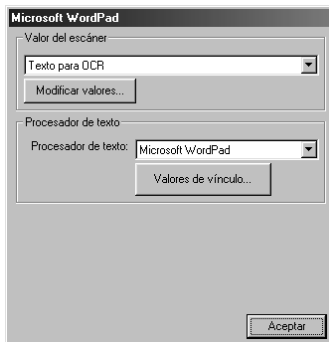 Microsoft WordPad
Valor del escáner
Texto para OCR
Modificar valores...
Procesador de texto
Procesador de texto: Microsoft WordPad
Valores de vínculo...
Aceptar